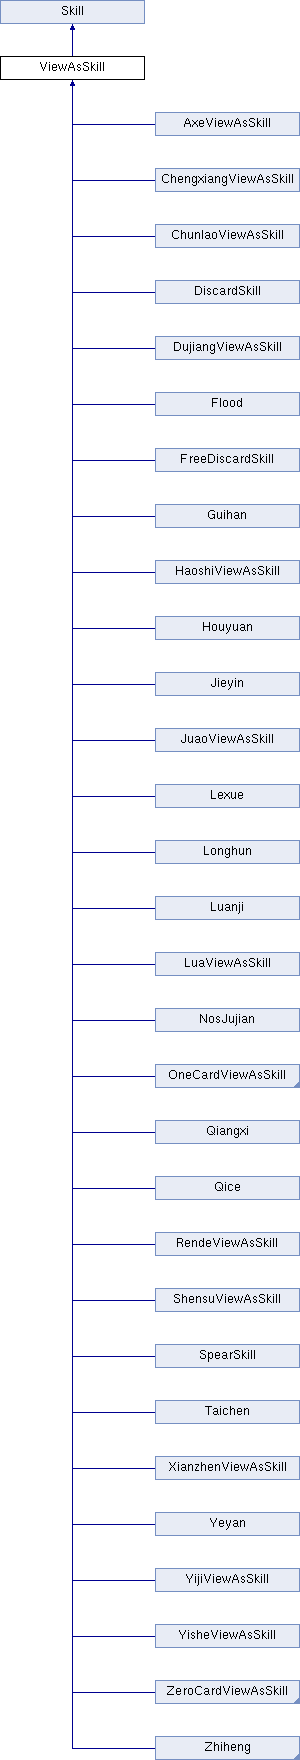 Skill
ViewAsSkill
AxeViewAsSkill
ChengxiangViewAsSkill
ChunlaoViewAsSkill
DiscardSkill
DujiangViewAsSkill
Flood
FreeDiscardSkill
Guihan
HaoshiViewAsSkill
Houyuan
Jieyin
JuaoViewAsSkill
Lexue
Longhun
Luanji
LuaViewAsSkill
NosJujian
OneCardViewAsSkill
Qiangxi
Qice
RendeViewAsSkill
ShensuViewAsSkill
SpearSkill
Taichen
XianzhenViewAsSkill
Yeyan
YijiViewAsSkill
YisheViewAsSkill
ZeroCardViewAsSkill
Zhiheng